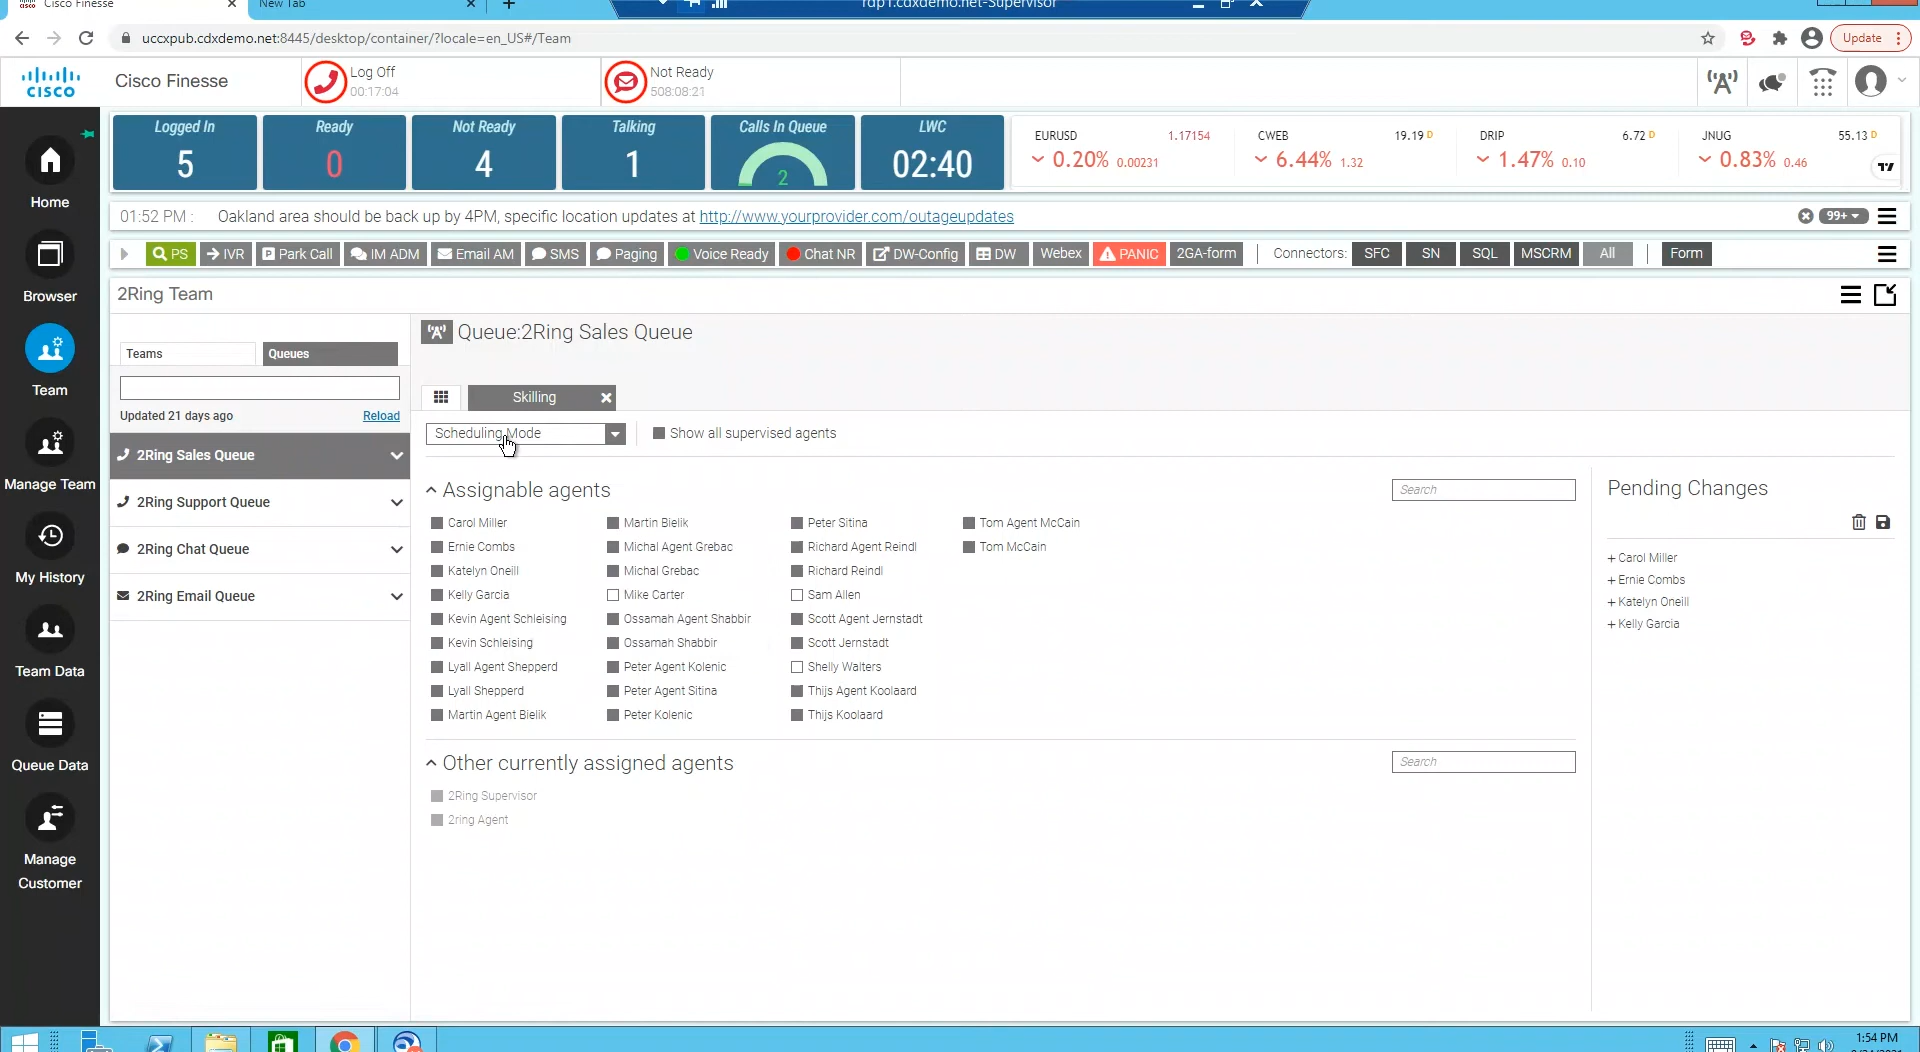 Cisco Finesse
New Tab
rdp1.cdxdemo.net-Supervisor
uccxpub.cdxdemo.net:8445/desktop/container/?locale=en_US#/Team
Update
CISCO
Cisco Finesse
Log Off
00:17:04
Not Ready
508:08:21
Logged In
5
Ready
0
Not Ready
4
Talking
1
Calls In Queue
2
LWC
02:40
EURUSD 1.17154
0.20% 0.00231
CWEB 19.19 D
6.44% 1.32
DRIP 6.72 D
1.47% 0.10
JNUG 55.13 D
0.83% 0.46
01:52 PM : Oakland area should be back up by 4PM, specific location updates at http://www.yourprovider.com/outageupdates
99+
PS IVR Park Call IM ADM Email AM SMS Paging Voice Ready Chat NR DW-Config DW Webex PANIC 2GA-form Connectors: SFC SN SQL MSCRM All Form
Home
Browser
Team
Manage Team
My History
Team Data
Queue Data
Manage
Customer
2Ring Team
Teams
Queues
Updated 21 days ago Reload
2Ring Sales Queue
2Ring Support Queue
2Ring Chat Queue
2Ring Email Queue
Queue:2Ring Sales Queue
Skilling
Scheduling Mode
Show all supervised agents
Assignable agents
Search
Carol Miller
Ernie Combs
Katelyn Oneill
Kelly Garcia
Kevin Agent Schleising
Kevin Schleising
Lyall Agent Shepperd
Lyall Shepperd
Martin Agent Bielik
Martin Bielik
Michal Agent Grebac
Michal Grebac
Mike Carter
Ossamah Agent Shabbir
Ossamah Shabbir
Peter Agent Kolenic
Peter Agent Sitina
Peter Kolenic
Peter Sitina
Richard Agent Reindl
Richard Reindl
Sam Allen
Scott Agent Jernstadt
Scott Jernstadt
Shelly Walters
Thijs Agent Koolaard
Thijs Koolaard
Tom Agent McCain
Tom McCain
Other currently assigned agents
Search
2Ring Supervisor
2ring Agent
Pending Changes
+ Carol Miller
+ Ernie Combs
+ Katelyn Oneill
+ Kelly Garcia
1:54 PM